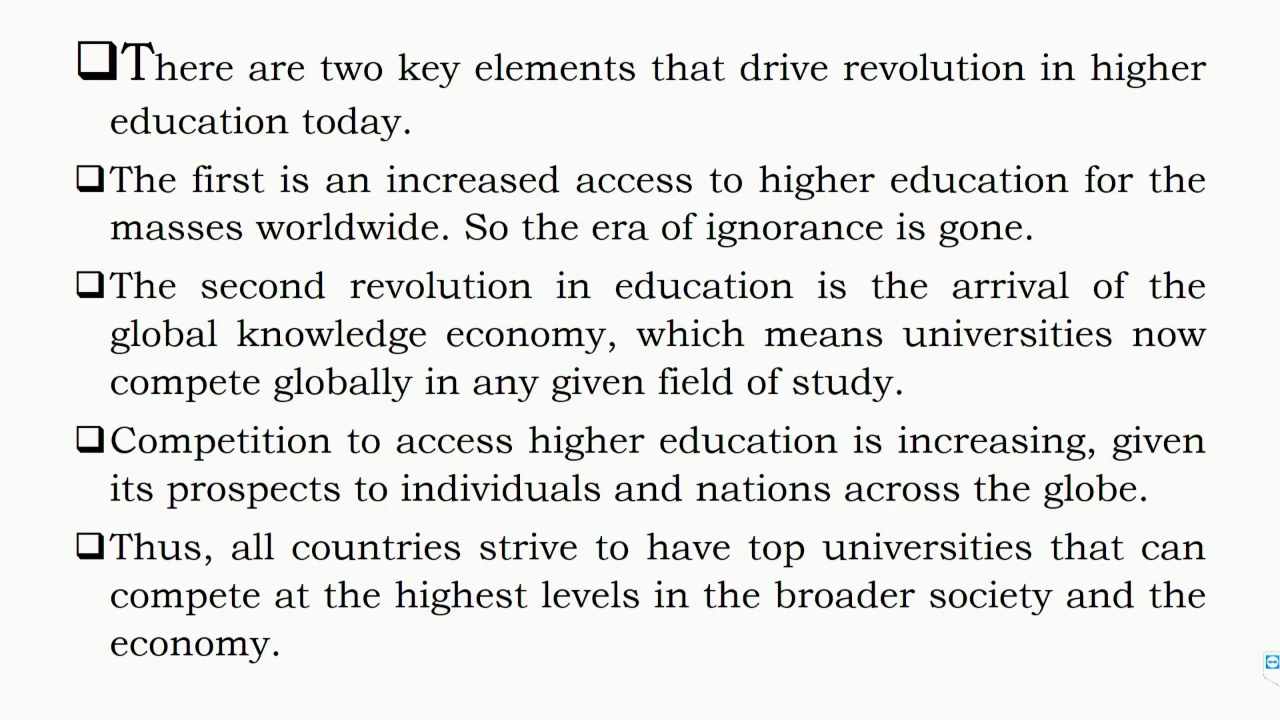 ❑There are two key elements that drive revolution in higher
education today.
❑The first is an increased access to higher education for the
masses worldwide. So the era of ignorance is gone.
❑The second revolution in education is the arrival of the
global knowledge economy, which means universities now
compete globally in any given field of study.
❑Competition to access higher education is increasing, given
its prospects to individuals and nations across the globe.
❑Thus, all countries strive to have top universities that can
compete at the highest levels in the broader society and the
economy.